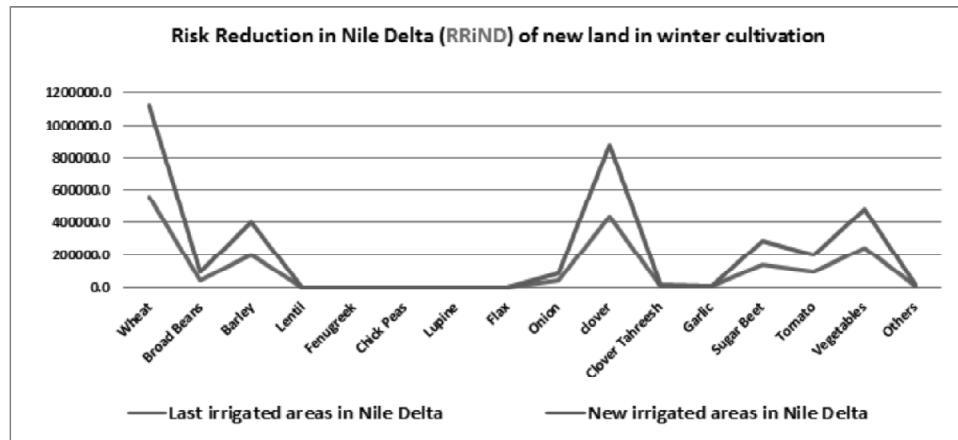 Risk Reduction in Nile Delta (RRiND) of new land in winter cultivation
1200000.0
1000000.0
800000.0
600000.0
400000.0
200000.0
0.0
Wheat
Broad Beans
Barley
Lentil
Fenugreek
Chick Peas
Lupine
Flax
Onion
clover
Clover Tahreesh
Garlic
Sugar Beet
Tomato
Vegetables
Others
Last irrigated areas in Nile Delta
New irrigated areas in Nile Delta